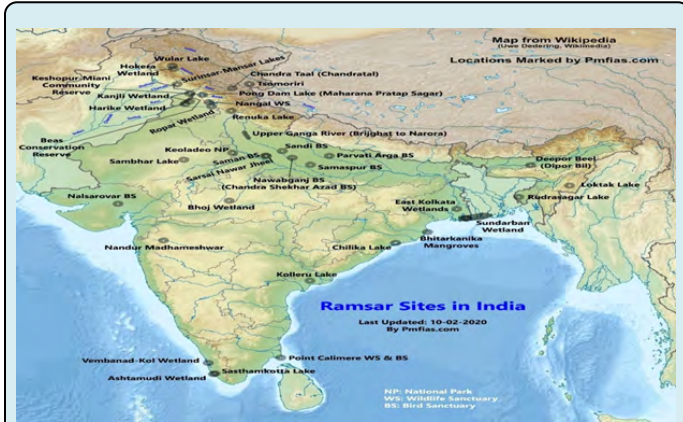 Map from Wikipedia
(Uwe Dedering, Wikimedia)
Locations Marked by Pmfias.com
Wular Lake
Hokera
Wetland
Surinsar-Mansar Lakes
Keshopur-Miani
Community
Reserve
Chandra Taal (Chandratal)
Tsomoriri
Kanjli Wetland
Pong Dam Lake (Maharana Pratap Sagar)
Harike Wetland
Nangal WS
Ropar Wetland
Renuka Lake
Beas
Conservation
Reserve
Upper Ganga River (Brijghat to Narora)
Keoladeo NP
Sandi BS
Sambhar Lake
Saman BS
Parvati Arga BS
Sarsai Nawar Jheel
Samaspur BS
Nawabganj BS
(Chandra Shekhar Azad BS)
Deepor Beel
(Dipor Bil)
Loktak Lake
Nalsarovar BS
Bhoj Wetland
East Kolkata
Wetlands
Rudrasagar Lake
Sundarban
Wetland
Nandur Madhameshwar
Chilika Lake
Bhitarkanika
Mangroves
Kolleru Lake
Ramsar Sites in India
Last Updated: 10-02-2020
By Pmfias.com
Vembanad-Kol Wetland
Point Calimere WS & BS
Sasthamkotta Lake
Ashtamudi Wetland
NP: National Park
WS: Wildlife Sanctuary
BS: Bird Sanctuary